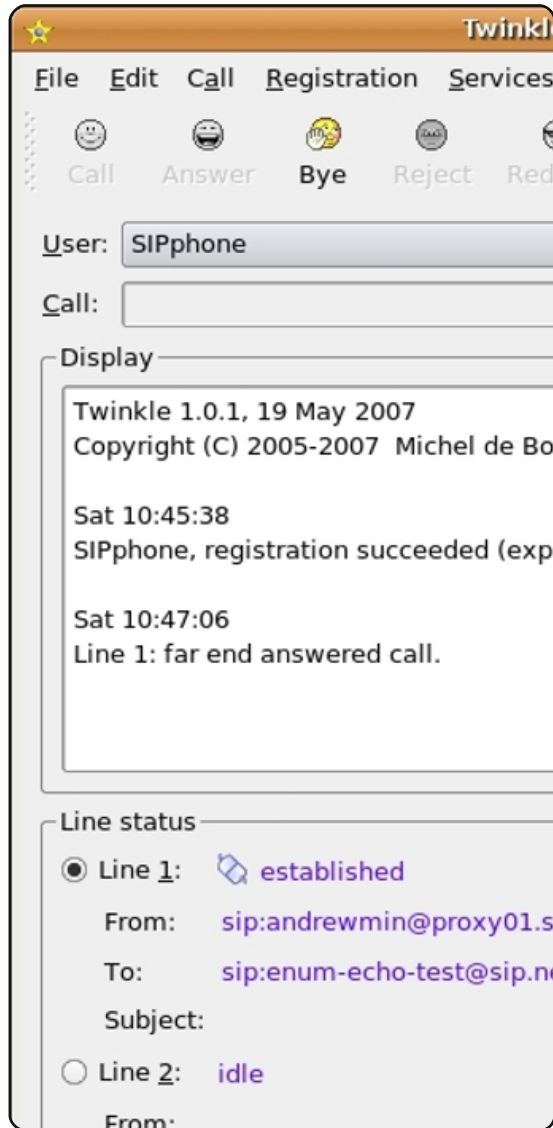 Twinkle
File Edit Call Registration Services
Call Answer Bye Reject Red
User: SIPphone
Call:
Display
Twinkle 1.0.1, 19 May 2007
Copyright (C) 2005-2007 Michel de Bo
Sat 10:45:38
SIPphone, registration succeeded (exp
Sat 10:47:06
Line 1: far end answered call.
Line status
Line 1: established
From: sip:andrewmin@proxy01.s
To: sip:enum-echo-test@sip.ne
Subject:
Line 2: idle
From: